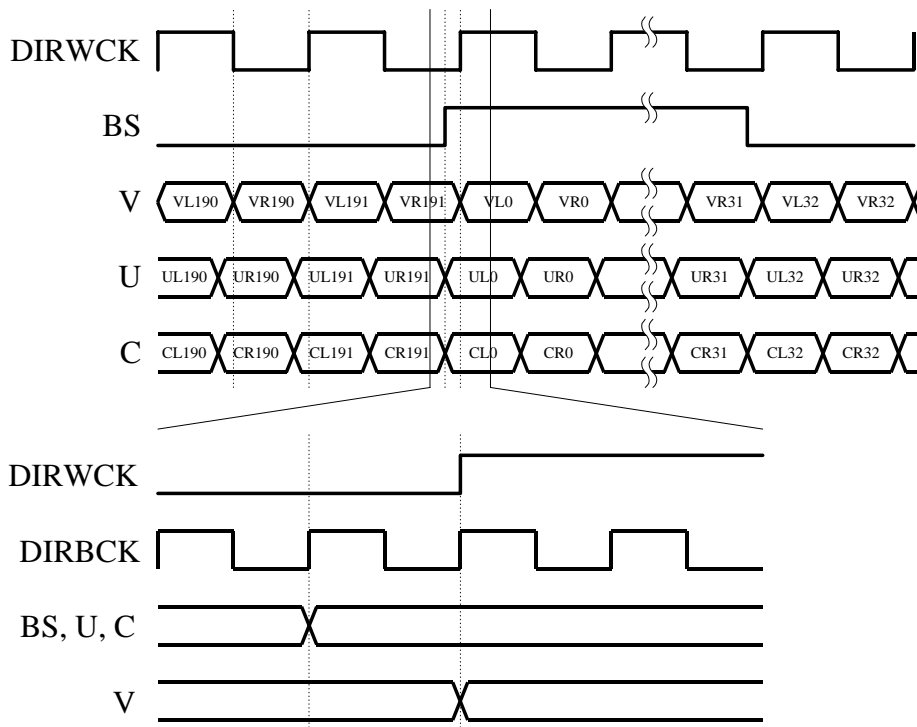 DIRWCK
BS
V VL190 VR190 VL191 VR191 VL0 VR0 VR31 VL32 VR32
U UL190 UR190 UL191 UR191 UL0 UR0 UR31 UL32 UR32
C CL190 CR190 CL191 CR191 CL0 CR0 CR31 CL32 CR32
DIRWCK
DIRBCK
BS, U, C
V